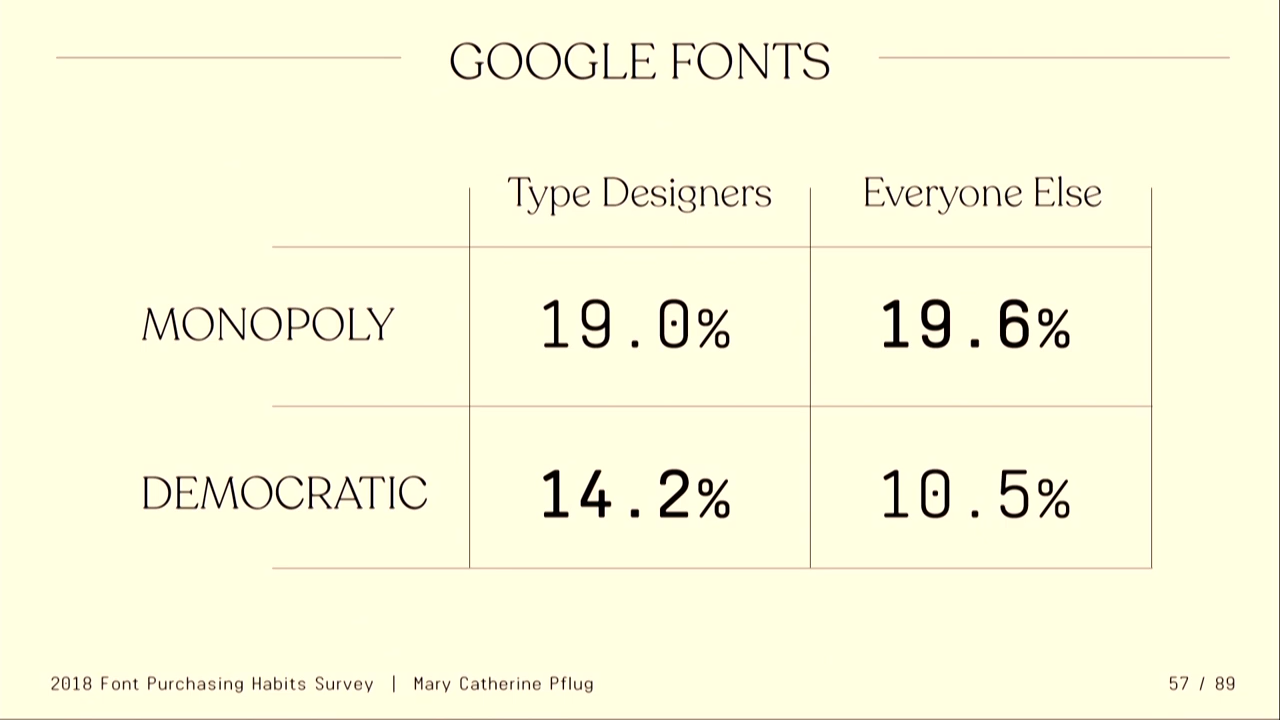 GOOGLE FONTS
Type Designers Everyone Else
MONOPOLY 19.0% 19.6%
DEMOCRATIC 14.2% 10.5%
2018 Font Purchasing Habits Survey | Mary Catherine Pflug 57 / 89